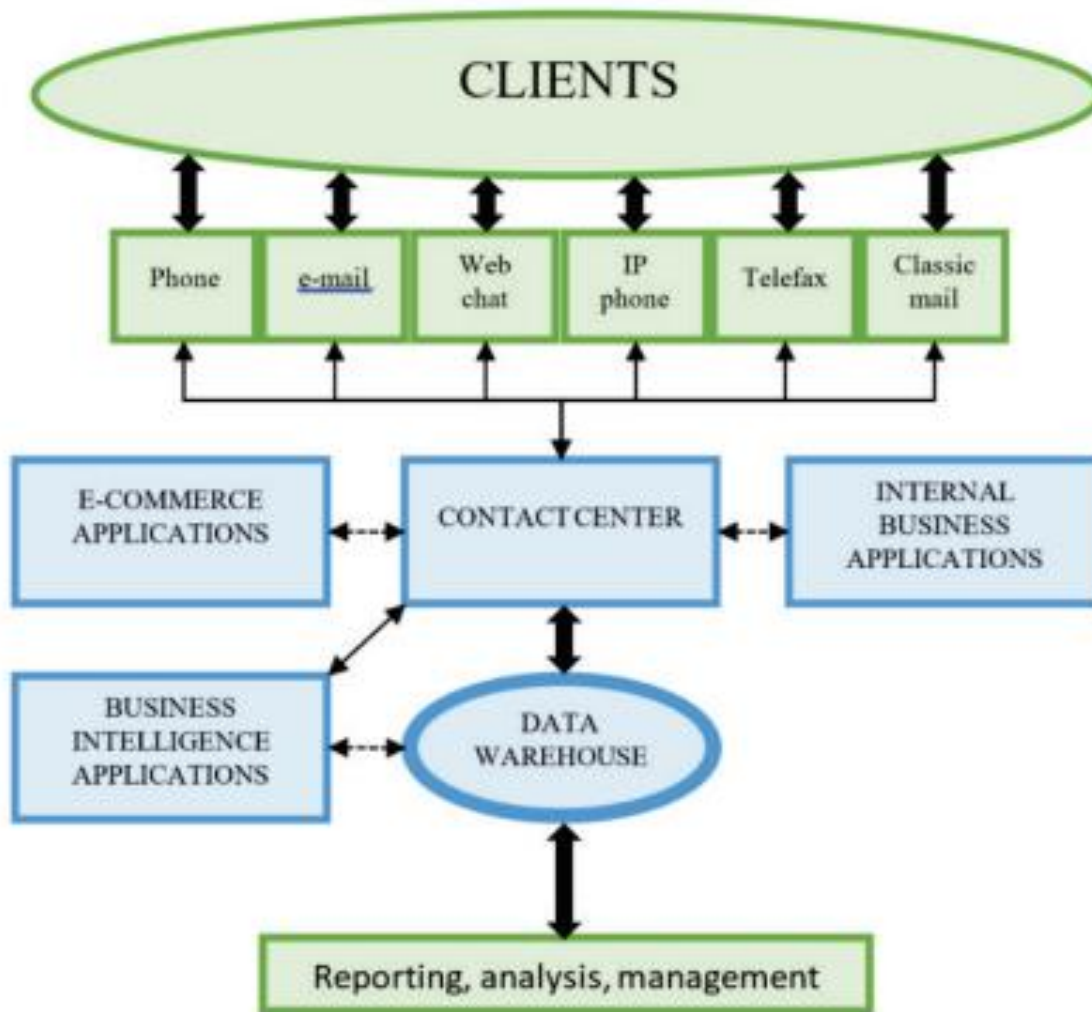 CLIENTS
Phone
e-mail
Web
chat
IP
phone
Telefax
Classic
mail
E-COMMERCE
APPLICATIONS
CONTACT CENTER
INTERNAL
BUSINESS
APPLICATIONS
BUSINESS
INTELLIGENCE
APPLICATIONS
DATA
WAREHOUSE
Reporting, analysis, management